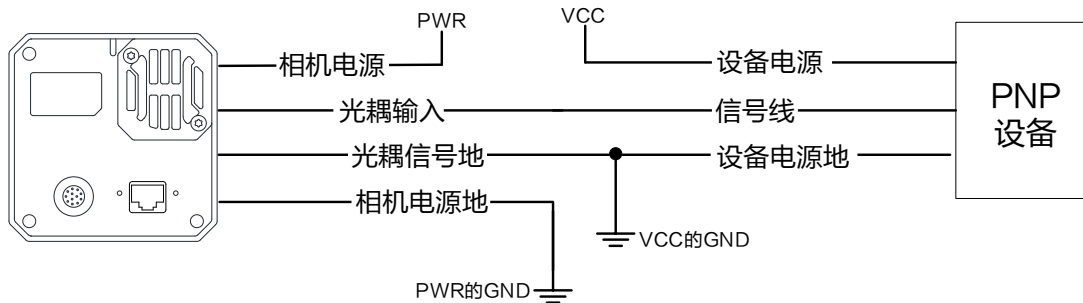 PWR
VCC
相机电源
设备电源
光耦输入
信号线
PNP
设备
光耦信号地
设备电源地
相机电源地
VCC的GND
PWR的GND